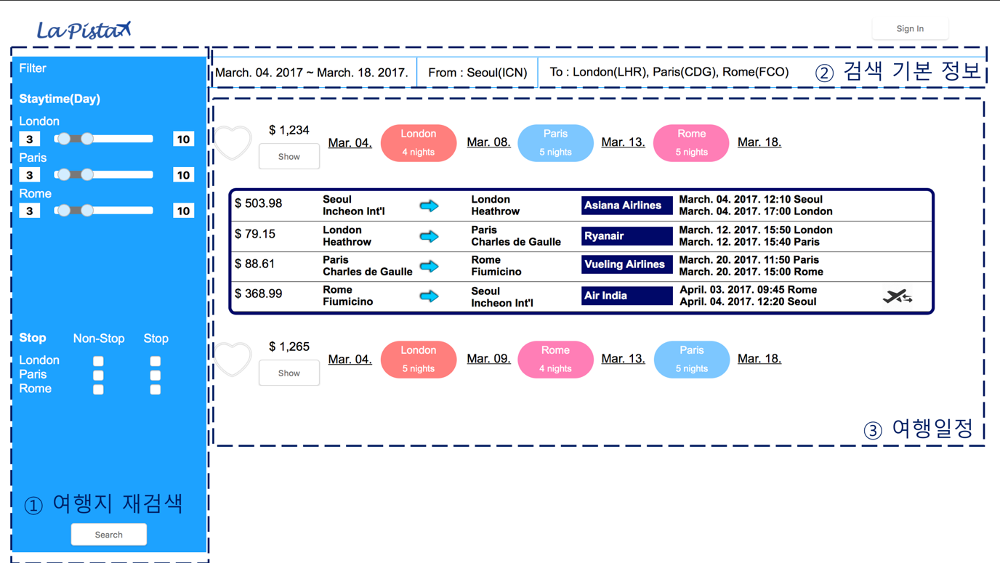 La Pista
Sign In
Filter
Staytime(Day)
London
3 10
Paris
3 10
Rome
3 10
Stop Non-Stop Stop
London
Paris
Rome
① 여행지 재검색
Search
March. 04. 2017 ~ March. 18. 2017. From : Seoul(ICN) To : London(LHR), Paris(CDG), Rome(FCO) ② 검색 기본 정보
$ 1,234
Show
Mar. 04.
London
4 nights
Mar. 08.
Paris
5 nights
Mar. 13.
Rome
5 nights
Mar. 18.
$ 503.98
Seoul
Incheon Int'l
London
Heathrow
Asiana Airlines
March. 04. 2017. 12:10 Seoul
March. 04. 2017. 17:00 London
$ 79.15
London
Heathrow
Paris
Charles de Gaulle
Ryanair
March. 12. 2017. 15:50 London
March. 12. 2017. 15:40 Paris
$ 88.61
Paris
Charles de Gaulle
Rome
Fiumicino
Vueling Airlines
March. 20. 2017. 11:50 Paris
March. 20. 2017. 15:00 Rome
$ 368.99
Rome
Fiumicino
Seoul
Incheon Int'l
Air India
April. 03. 2017. 09:45 Rome
April. 04. 2017. 12:20 Seoul
$ 1,265
Show
Mar. 04.
London
5 nights
Mar. 09.
Rome
4 nights
Mar. 13.
Paris
5 nights
Mar. 18.
③ 여행일정